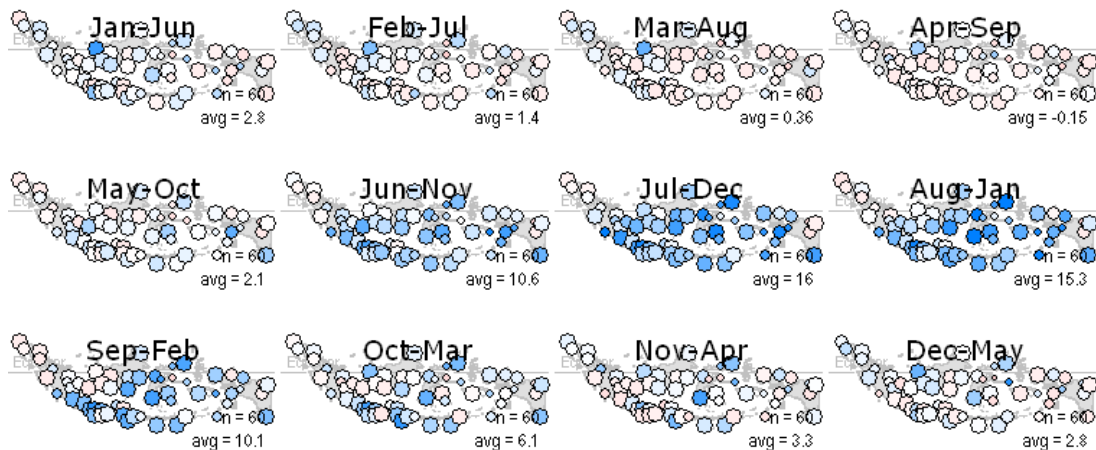 Jan-Jun
n = 60
avg = 2.8
Feb-Jul
n = 60
avg = 1.4
Mar-Aug
n = 60
avg = 0.36
Apr-Sep
n = 60
avg = -0.15
May-Oct
n = 60
avg = 2.1
Jun-Nov
n = 60
avg = 10.6
Jul-Dec
n = 60
avg = 16
Aug-Jan
n = 60
avg = 15.3
Sep-Feb
n = 60
avg = 10.1
Oct-Mar
n = 60
avg = 6.1
Nov-Apr
n = 60
avg = 3.3
Dec-May
n = 60
avg = 2.8